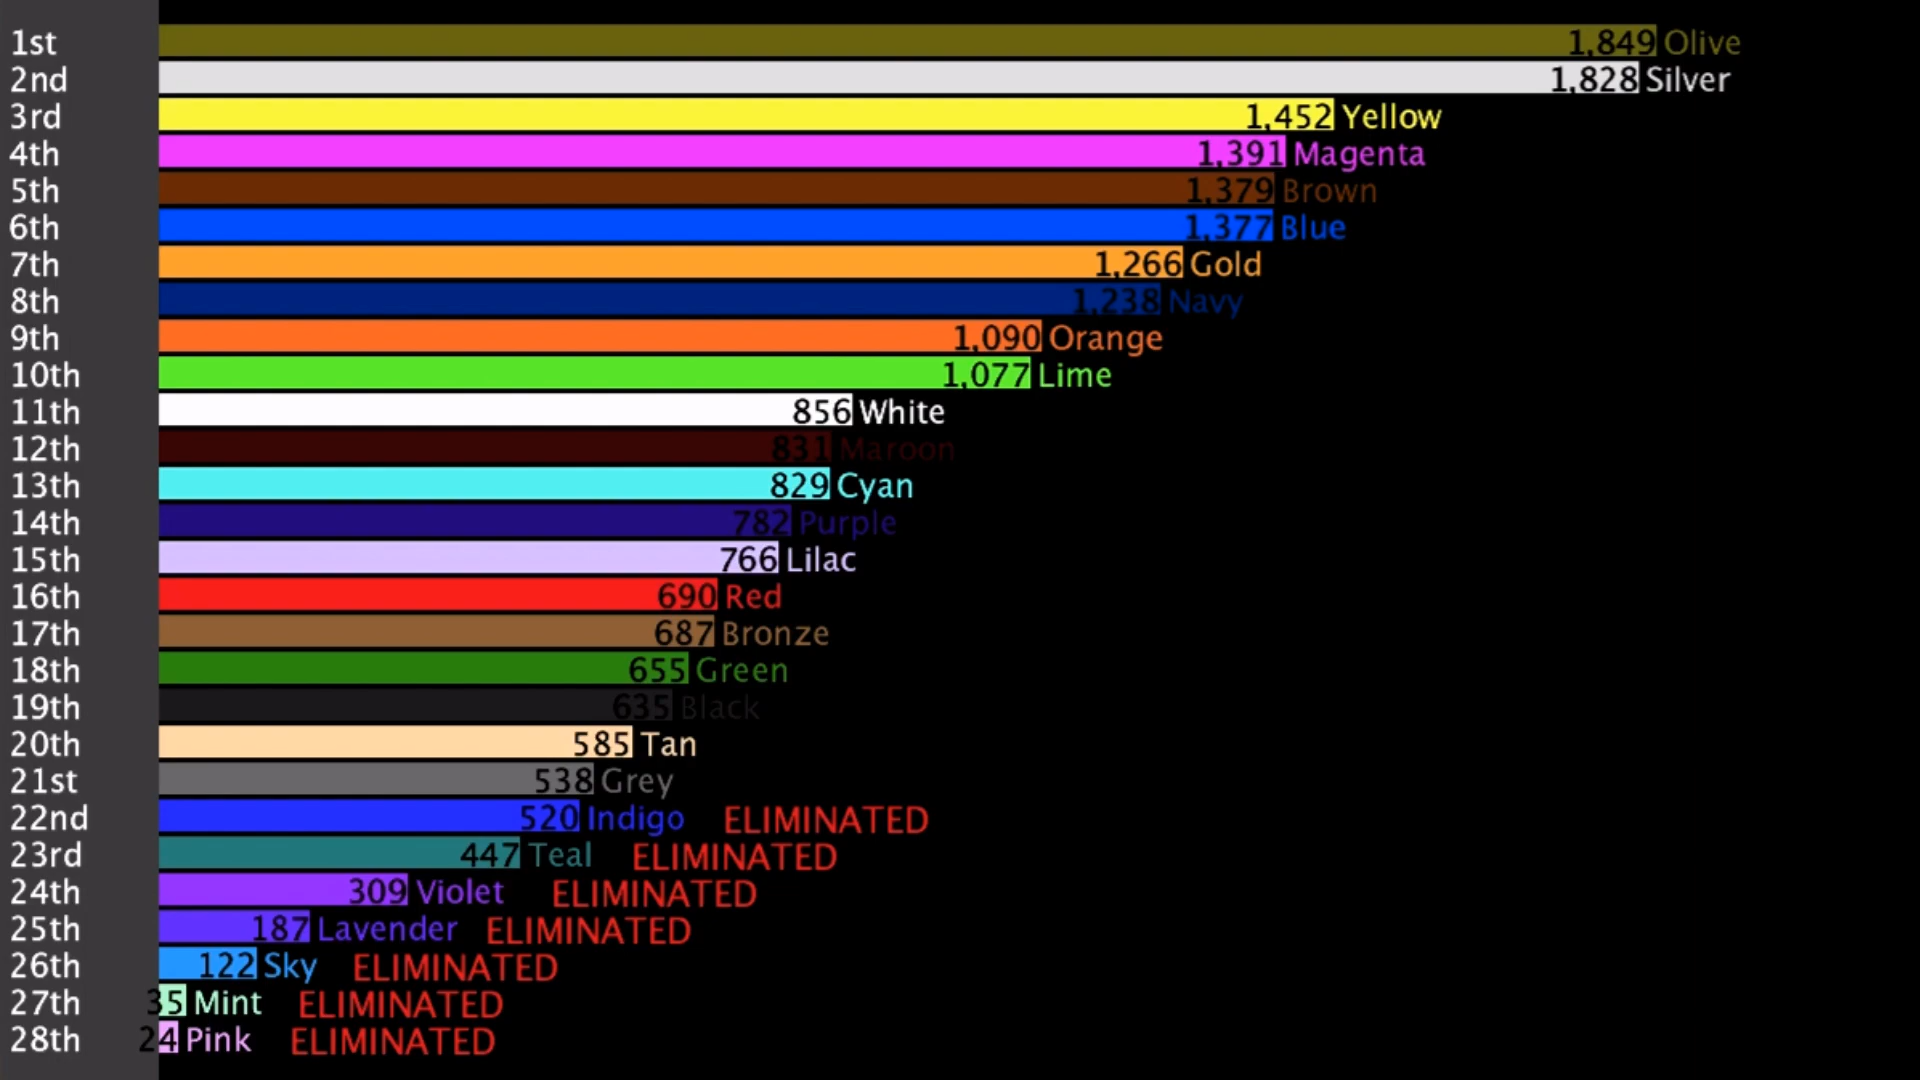 1st 1,849 Olive
2nd 1,828 Silver
3rd 1,452 Yellow
4th 1,391 Magenta
5th 1,379 Brown
6th 1,377 Blue
7th 1,266 Gold
8th 1,238 Navy
9th 1,090 Orange
10th 1,077 Lime
11th 856 White
12th 831 Maroon
13th 829 Cyan
14th 782 Purple
15th 766 Lilac
16th 690 Red
17th 687 Bronze
18th 655 Green
19th 635 Black
20th 585 Tan
21st 538 Grey
22nd 520 Indigo ELIMINATED
23rd 447 Teal ELIMINATED
24th 309 Violet ELIMINATED
25th 187 Lavender ELIMINATED
26th 122 Sky ELIMINATED
27th 35 Mint ELIMINATED
28th 24 Pink ELIMINATED